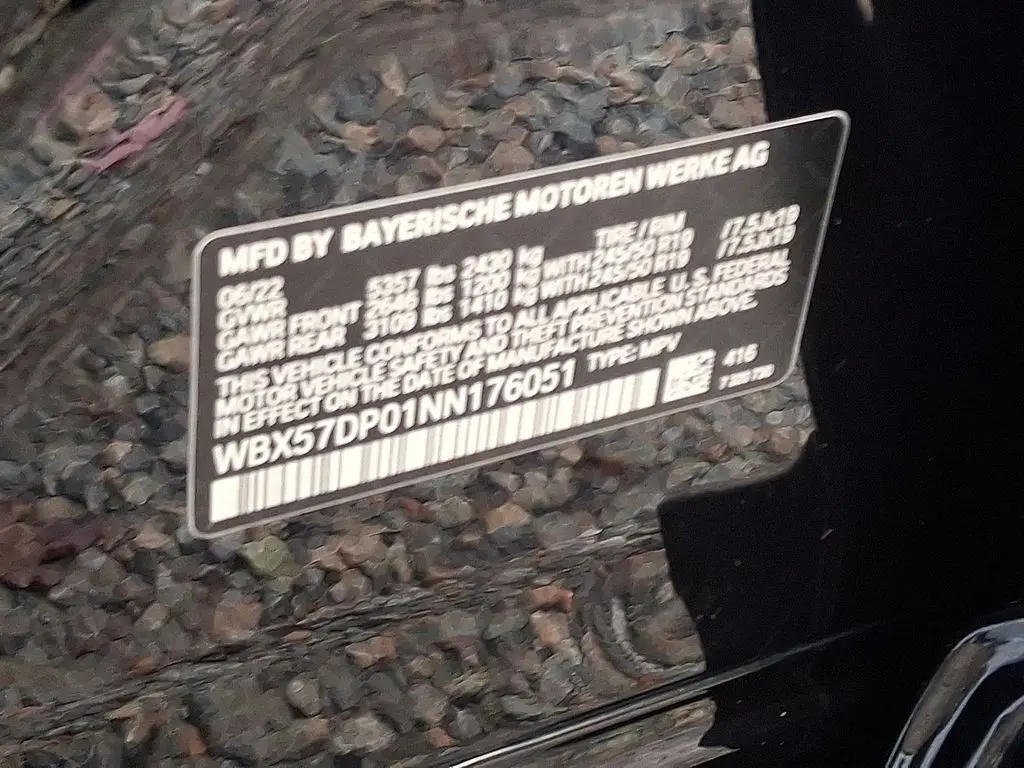 MFD BY BAYERISCHE MOTOREN WERKE AG
06/22 TIRE / RIM
GVWR 5357 lbs 2430 kg
GAWR FRONT 2646 lbs 1200 kg WITH 245/50 R19 /7.5Jx19
GAWR REAR 3109 lbs 1410 kg WITH 245/50 R19 /7.5Jx19
THIS VEHICLE CONFORMS TO ALL APPLICABLE U.S. FEDERAL
MOTOR VEHICLE SAFETY AND THEFT PREVENTION STANDARDS
IN EFFECT ON THE DATE OF MANUFACTURE SHOWN ABOVE.
WBX57DP01NN176051 TYPE: MPV
416